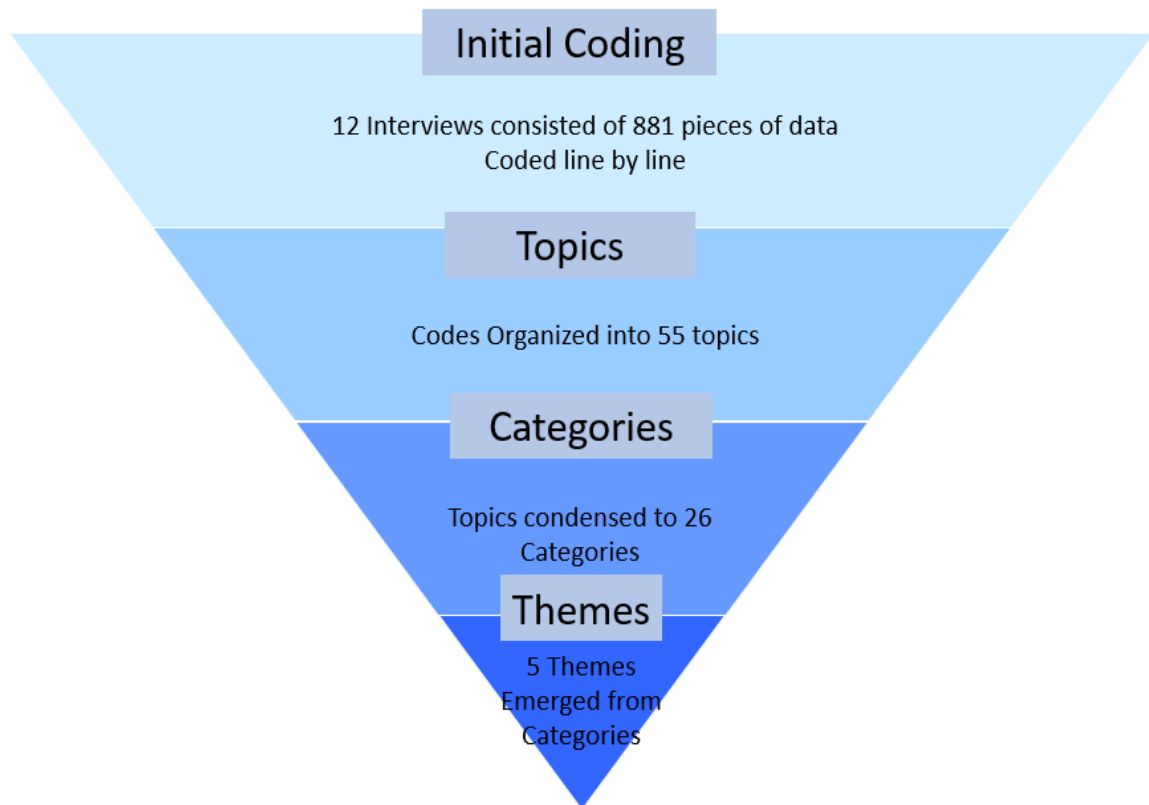 Initial Coding
12 Interviews consisted of 881 pieces of data
Coded line by line
Topics
Codes Organized into 55 topics
Categories
Topics condensed to 26
Categories
Themes
5 Themes
Emerged from
Categories